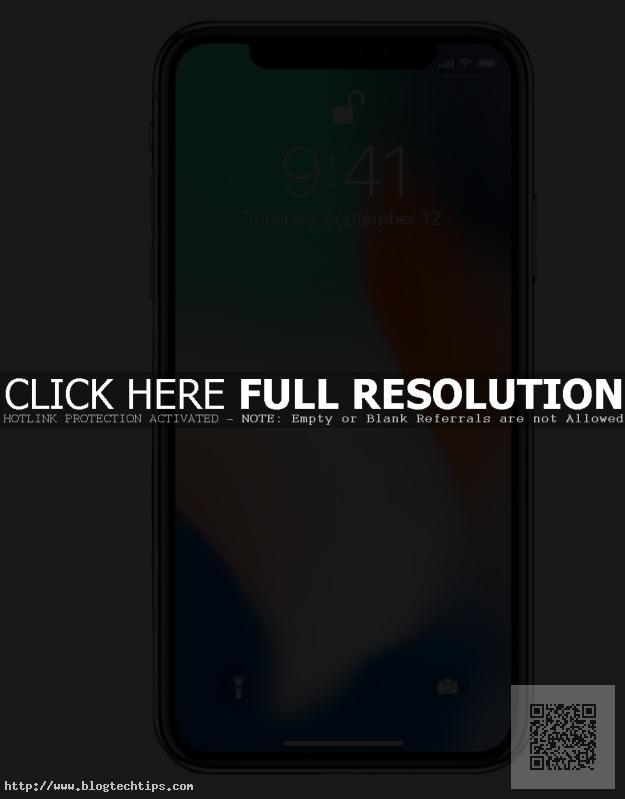 9:41
Tuesday, September 12
CLICK HERE FULL RESOLUTION
HOTLINK PROTECTION ACTIVATED - NOTE: Empty or Blank Referrals are not Allowed
http://www.blogtechtips.com